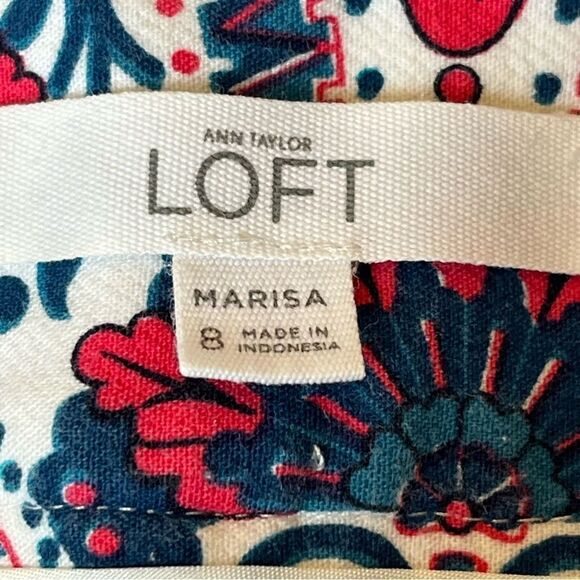 ANN TAYLOR
LOFT
MARISA
8 MADE IN
INDONESIA